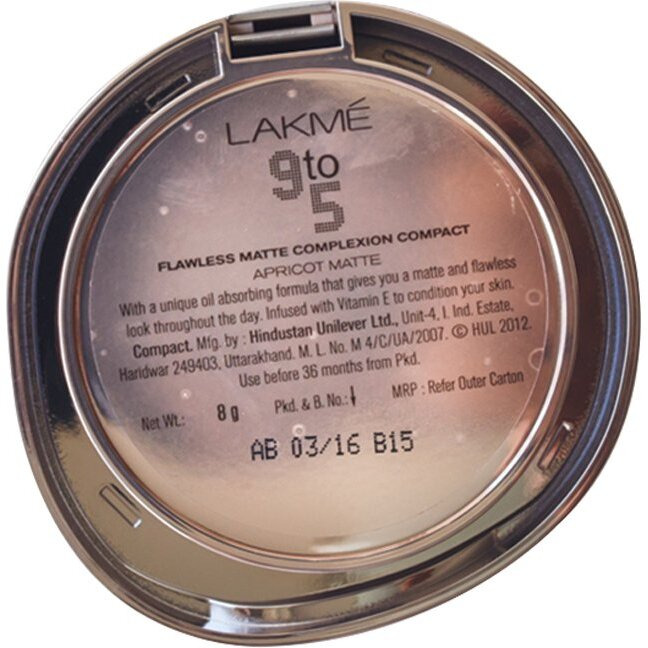 LAKMÉ
9to
5
FLAWLESS MATTE COMPLEXION COMPACT
APRICOT MATTE
With a unique oil absorbing formula that gives you a matte and flawless
look throughout the day. Infused with Vitamin E to condition your skin.
Compact. Mfg. by : Hindustan Unilever Ltd., Unit-4, I. Ind. Estate,
Haridwar 249403, Uttarakhand. M. L. No. M 4/C/UA/2007. © HUL 2012.
Use before 36 months from Pkd.
Net Wt.: 8 g Pkd. & B. No.: MRP : Refer Outer Carton
AB 03/16 B15